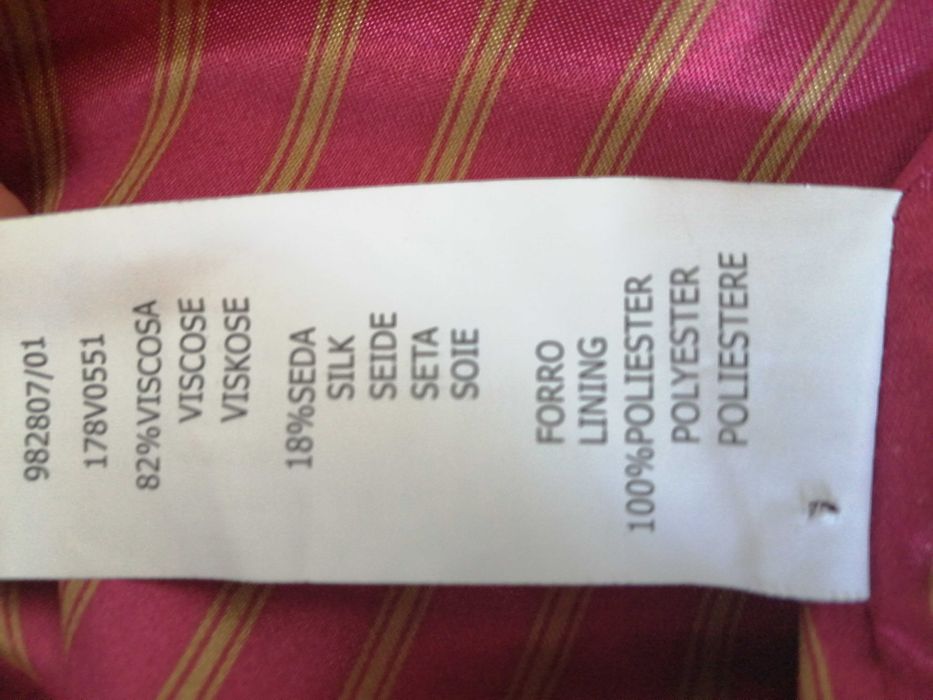 982807/01
178V0551
82%VISCOSA
VISCOSE
VISKOSE
18%SEDA
SILK
SEIDE
SETA
SOIE
FORRO
LINING
100%POLIESTER
POLYESTER
POLIESTERE